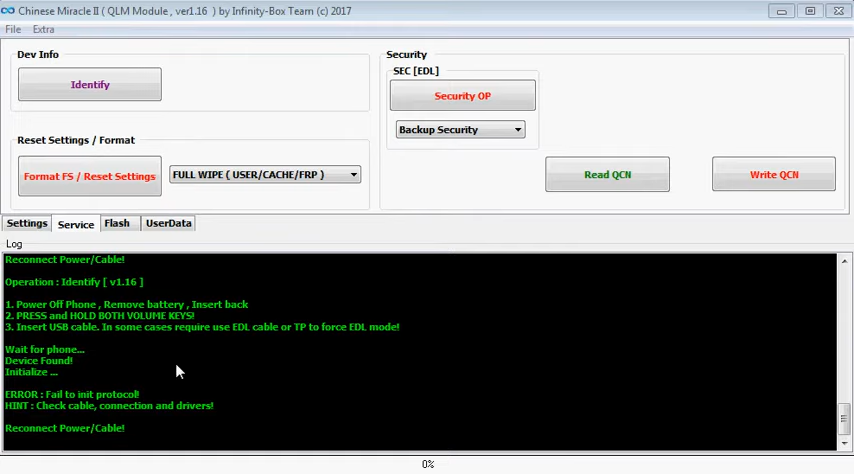 Chinese Miracle II ( QLM Module , ver1.16 ) by Infinity-Box Team (c) 2017
File Extra
Dev Info
Identify
Reset Settings / Format
Format FS / Reset Settings
FULL WIPE ( USER/CACHE/FRP )
Security
SEC [EDL]
Security OP
Backup Security
Read QCN
Write QCN
Settings Service Flash UserData
Log
Reconnect Power/Cable!
Operation : Identify [ v1.16 ]
1. Power Off Phone , Remove battery , Insert back
2. PRESS and HOLD BOTH VOLUME KEYS!
3. Insert USB cable. In some cases require use EDL cable or TP to force EDL mode!
Wait for phone...
Device Found!
Initialize ...
ERROR : Fail to init protocol!
HINT : Check cable, connection and drivers!
Reconnect Power/Cable!
0%